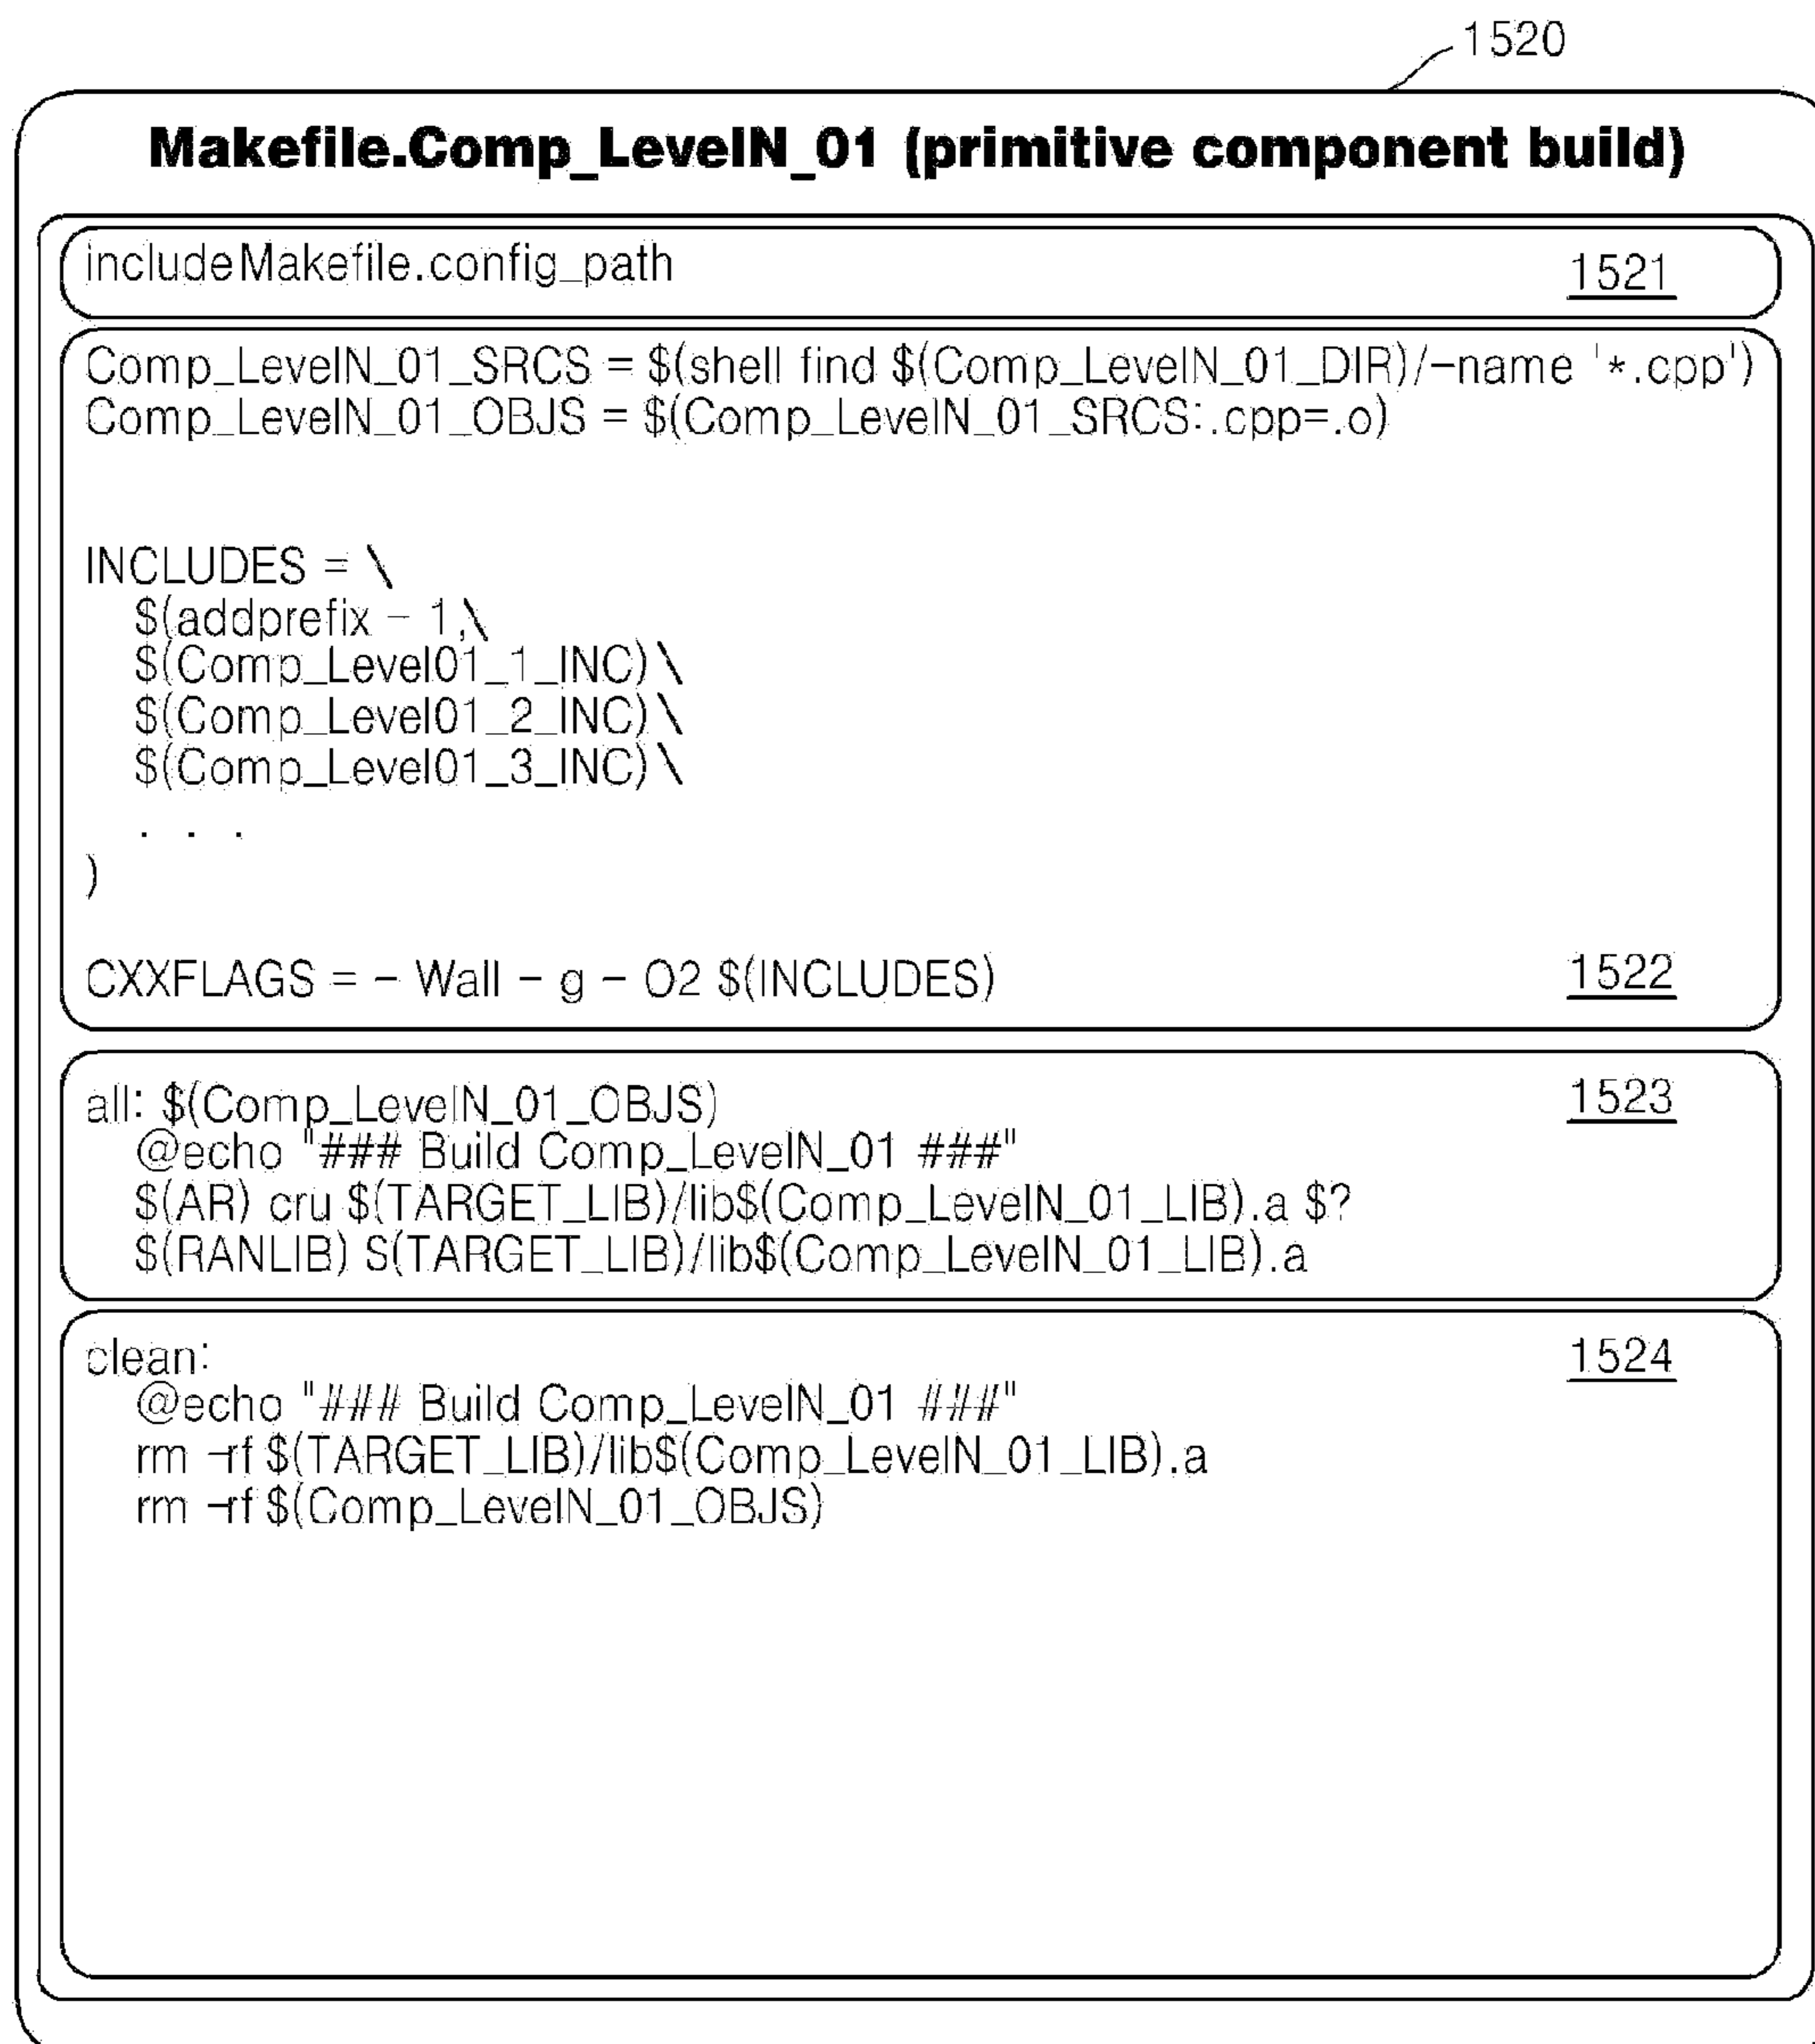 1520
Makefile.Comp_LevelN_01 (primitive component build)
includeMakefile.config_path 1521
Comp_LevelN_01_SRCS = $(shell find $(Comp_LevelN_01_DIR)/-name '*.cpp')
Comp_LevelN_01_OBJS = $(Comp_LevelN_01_SRCS:.cpp=.o)
INCLUDES = \
$(addprefix - 1,\
$(Comp_Level01_1_INC)\
$(Comp_Level01_2_INC)\
$(Comp_Level01_3_INC)\
. . .
)
CXXFLAGS = - Wall - g - O2 $(INCLUDES) 1522
all: $(Comp_LevelN_01_OBJS) 1523
@echo "### Build Comp_LevelN_01 ###"
$(AR) cru $(TARGET_LIB)/lib$(Comp_LevelN_01_LIB).a $?
$(RANLIB) S(TARGET_LIB)/lib$(Comp_LevelN_01_LIB).a
clean: 1524
@echo "### Build Comp_LevelN_01 ###"
rm -rf $(TARGET_LIB)/lib$(Comp_LevelN_01_LIB).a
rm -rf $(Comp_LevelN_01_OBJS)